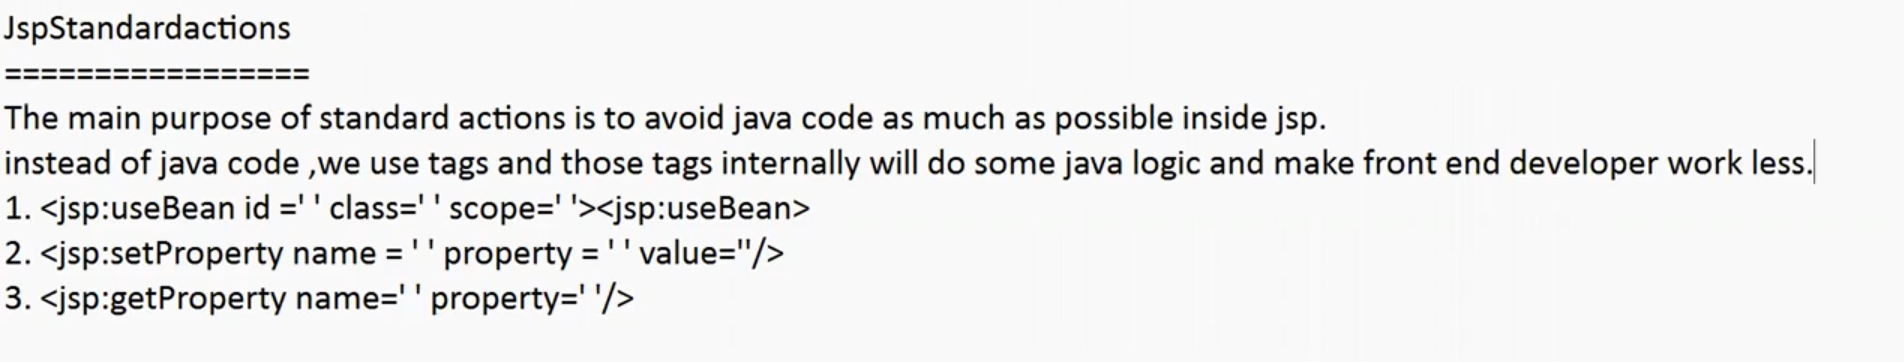 JspStandardactions
=================
The main purpose of standard actions is to avoid java code as much as possible inside jsp.
instead of java code ,we use tags and those tags internally will do some java logic and make front end developer work less.
1. <jsp:useBean id =' ' class=' ' scope=' '><jsp:useBean>
2. <jsp:setProperty name = ' ' property = ' ' value=''/>
3. <jsp:getProperty name=' ' property=' '/>